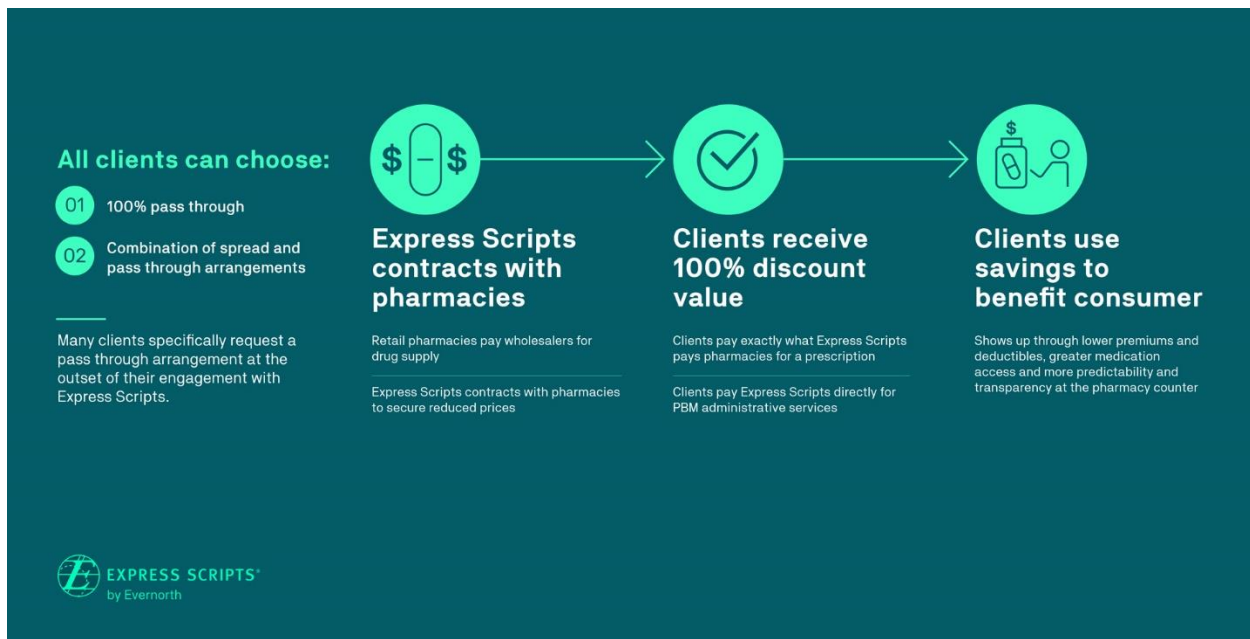 All clients can choose:
01
100% pass through
02
Combination of spread and
pass through arrangements
Many clients specifically request a
pass through arrangement at the
outset of their engagement with
Express Scripts.
$ $
Express Scripts
contracts with
pharmacies
Retail pharmacies pay wholesalers for
drug supply
Express Scripts contracts with pharmacies
to secure reduced prices
Clients receive
100% discount
value
Clients pay exactly what Express Scripts
pays pharmacies for a prescription
Clients pay Express Scripts directly for
PBM administrative services
$
Clients use
savings to
benefit consumer
Shows up through lower premiums and
deductibles, greater medication
access and more predictability and
transparency at the pharmacy counter
E EXPRESS SCRIPTS®
by Evernorth